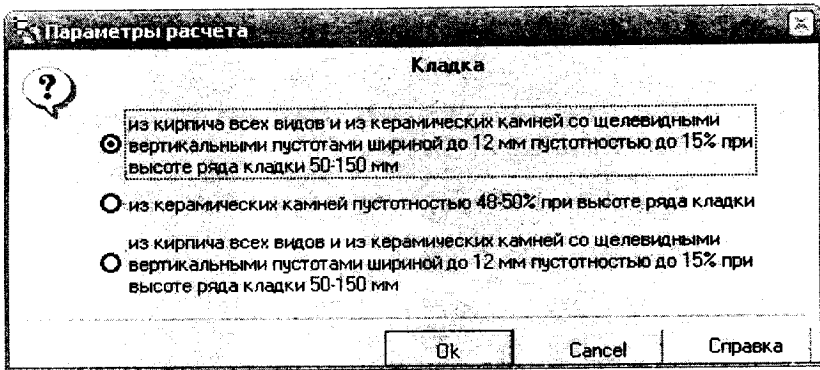 Параметры расчета
Кладка
из кирпича всех видов и из керамических камней со щелевидными
вертикальными пустотами шириной до 12 мм пустотностью до 15% при
высоте ряда кладки 50-150 мм
из керамических камней пустотностью 48-50% при высоте ряда кладки
из кирпича всех видов и из керамических камней со щелевидными
вертикальными пустотами шириной до 12 мм пустотностью до 15% при
высоте ряда кладки 50-150 мм
Ok
Cancel
Справка